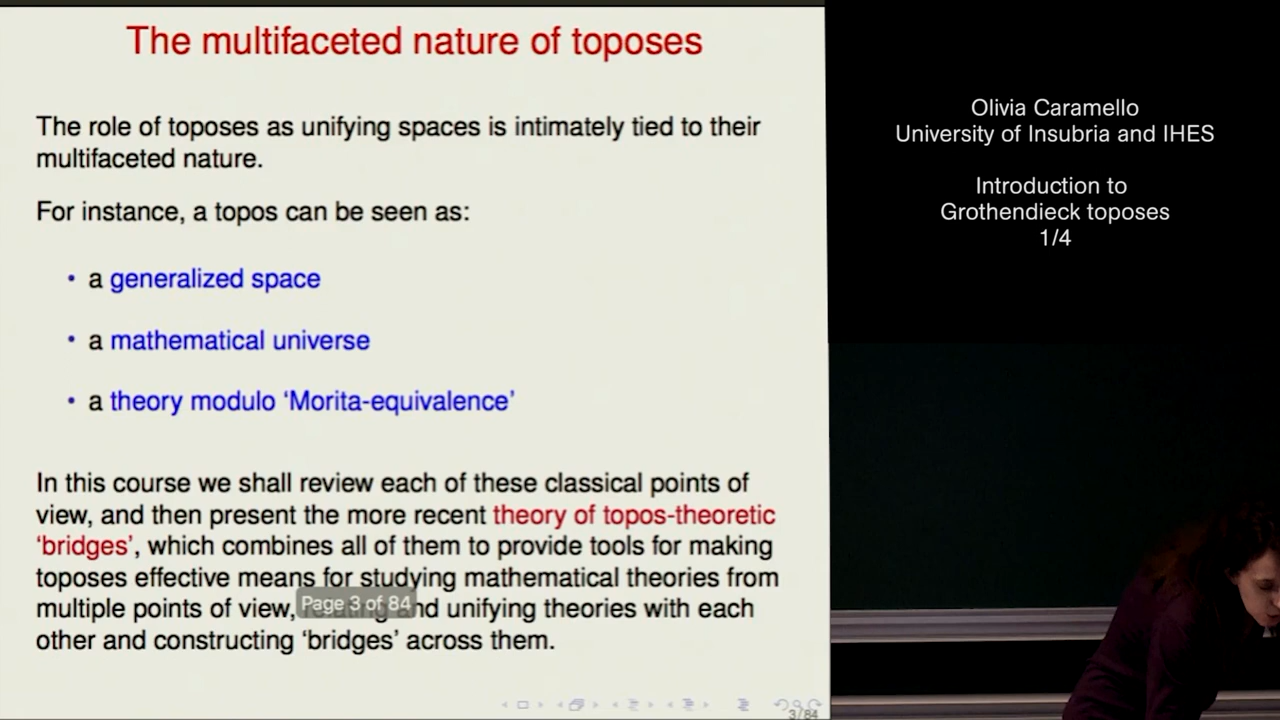 The multifaceted nature of toposes
The role of toposes as unifying spaces is intimately tied to their
multifaceted nature.
For instance, a topos can be seen as:
• a generalized space
• a mathematical universe
• a theory modulo ‘Morita-equivalence’
In this course we shall review each of these classical points of
view, and then present the more recent theory of topos-theoretic
‘bridges’, which combines all of them to provide tools for making
toposes effective means for studying mathematical theories from
multiple points of view, nd unifying theories with each
Page 3 of 84
other and constructing ‘bridges’ across them.
3/84
Olivia Caramello
University of Insubria and IHES
Introduction to
Grothendieck toposes
1/4